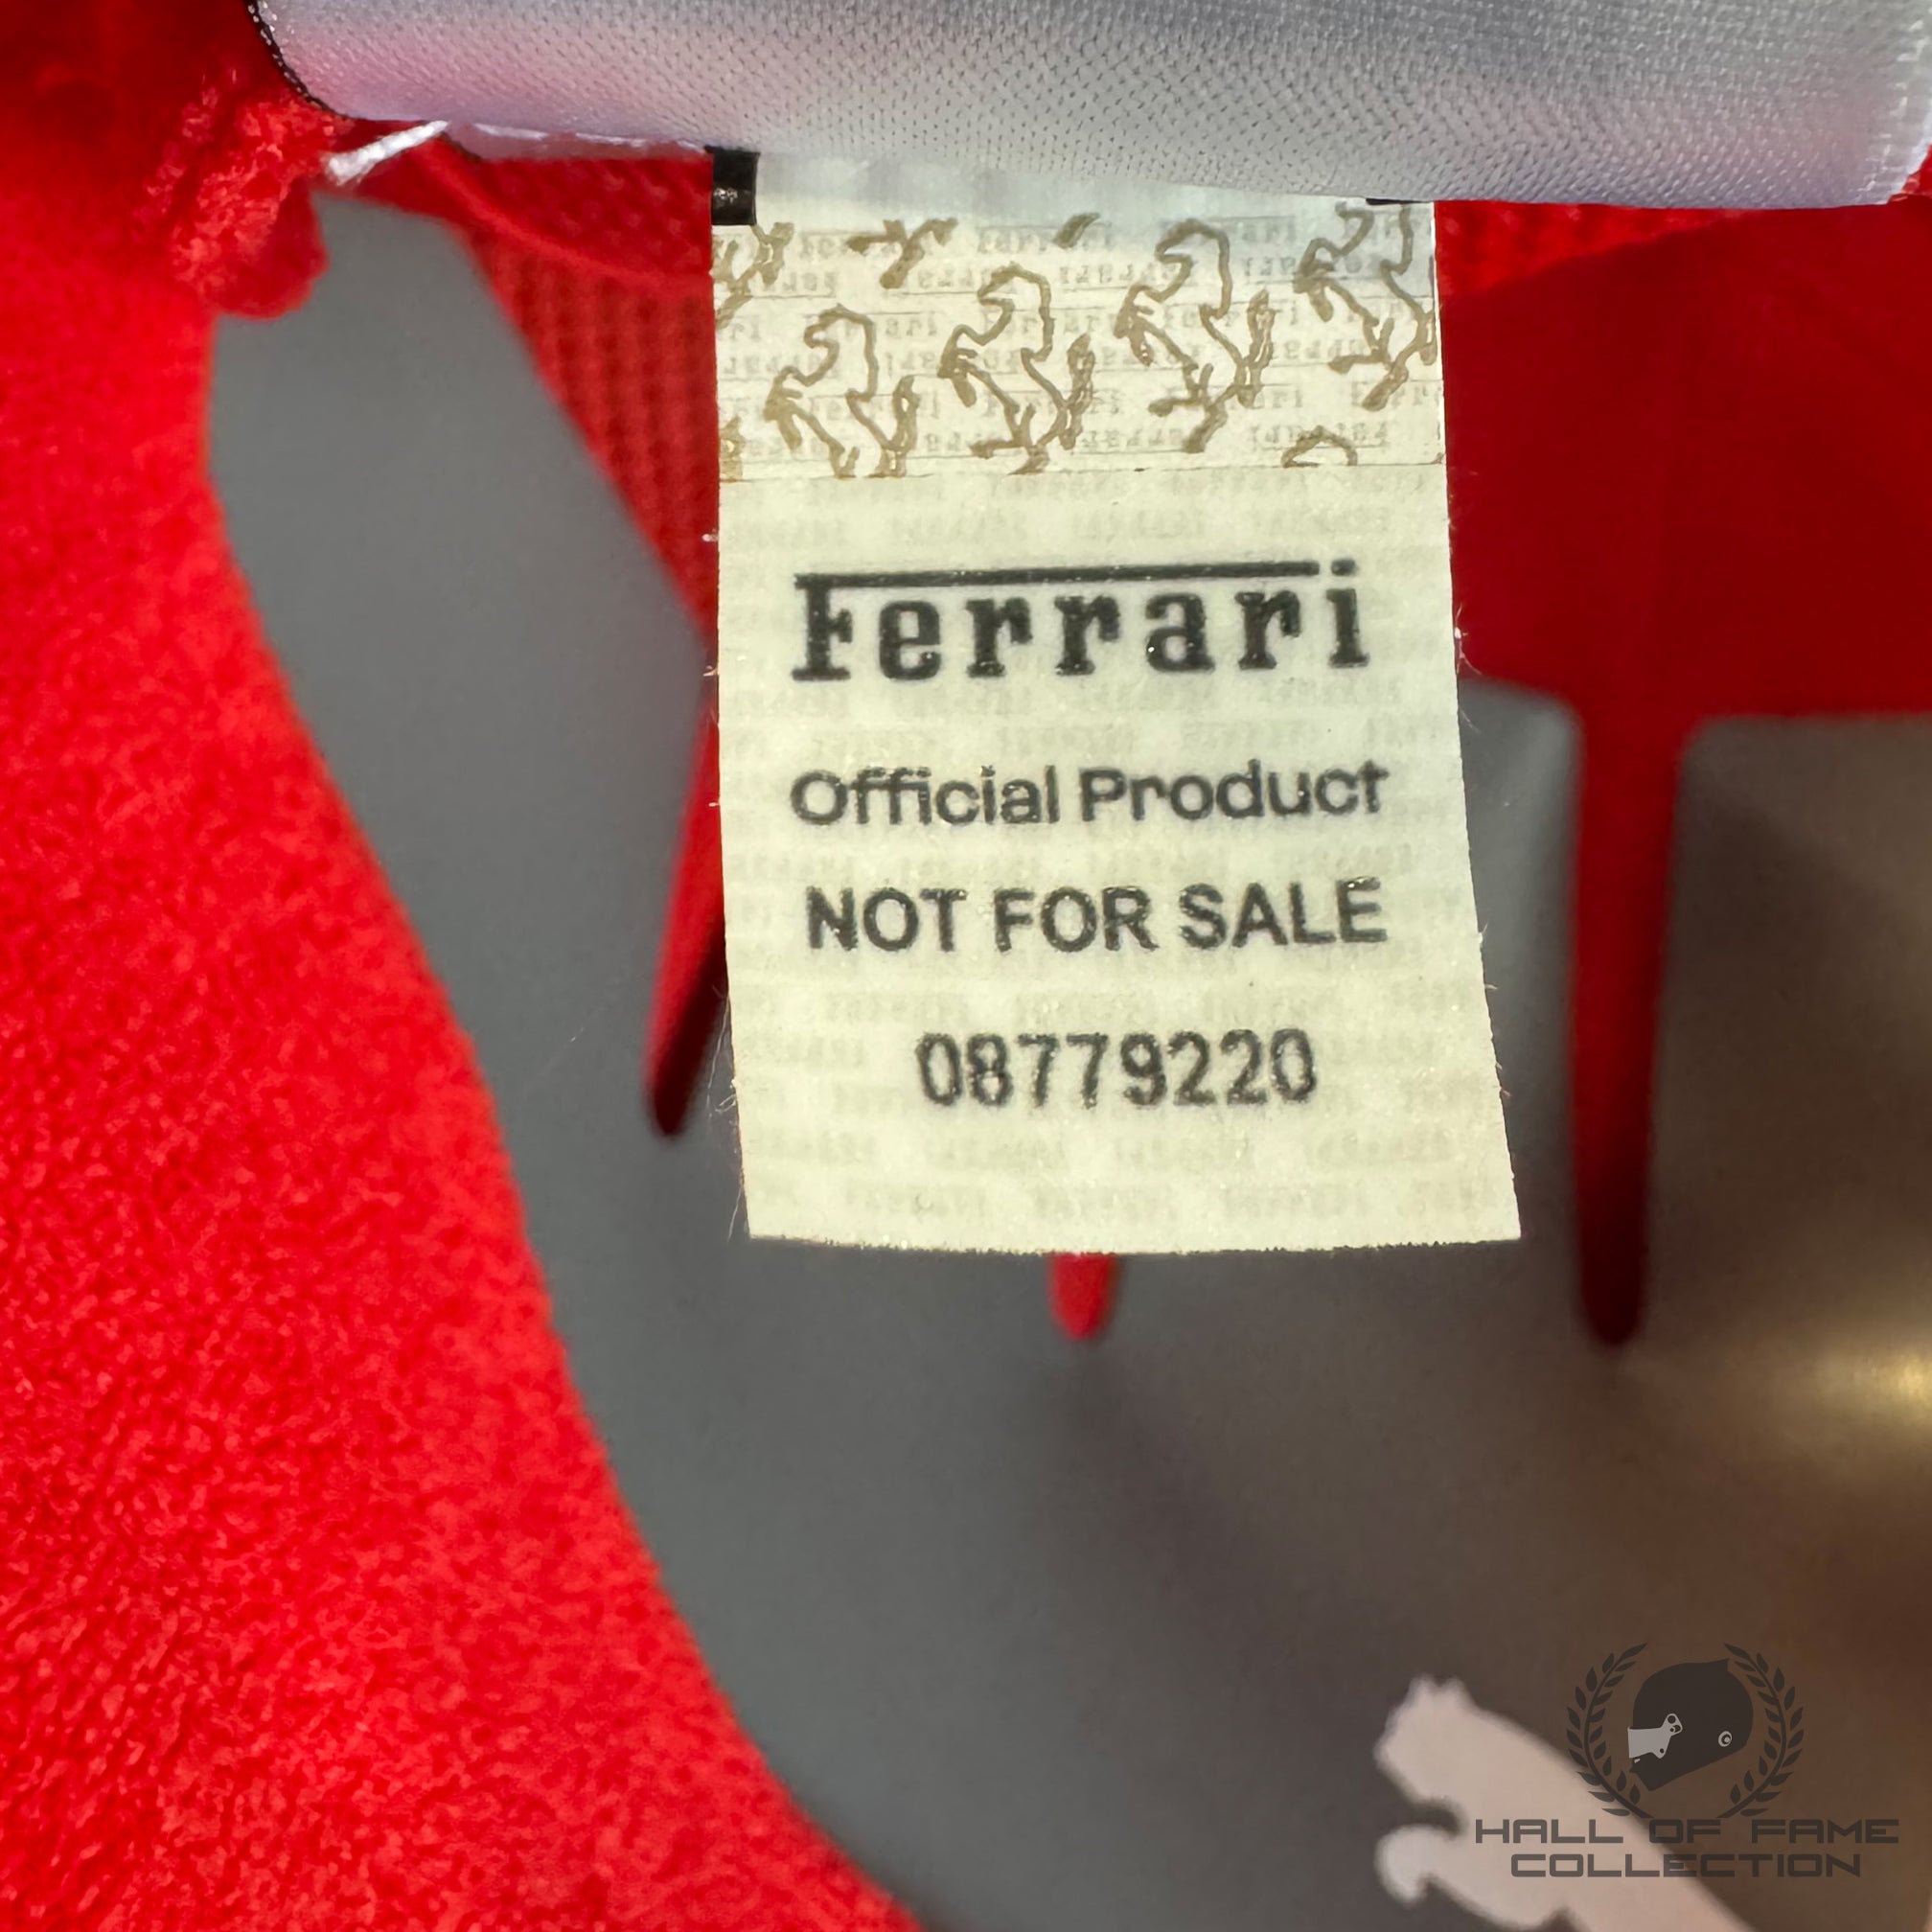 Ferrari
Official Product
NOT FOR SALE
08779220
HALL OF FAME
COLLECTION